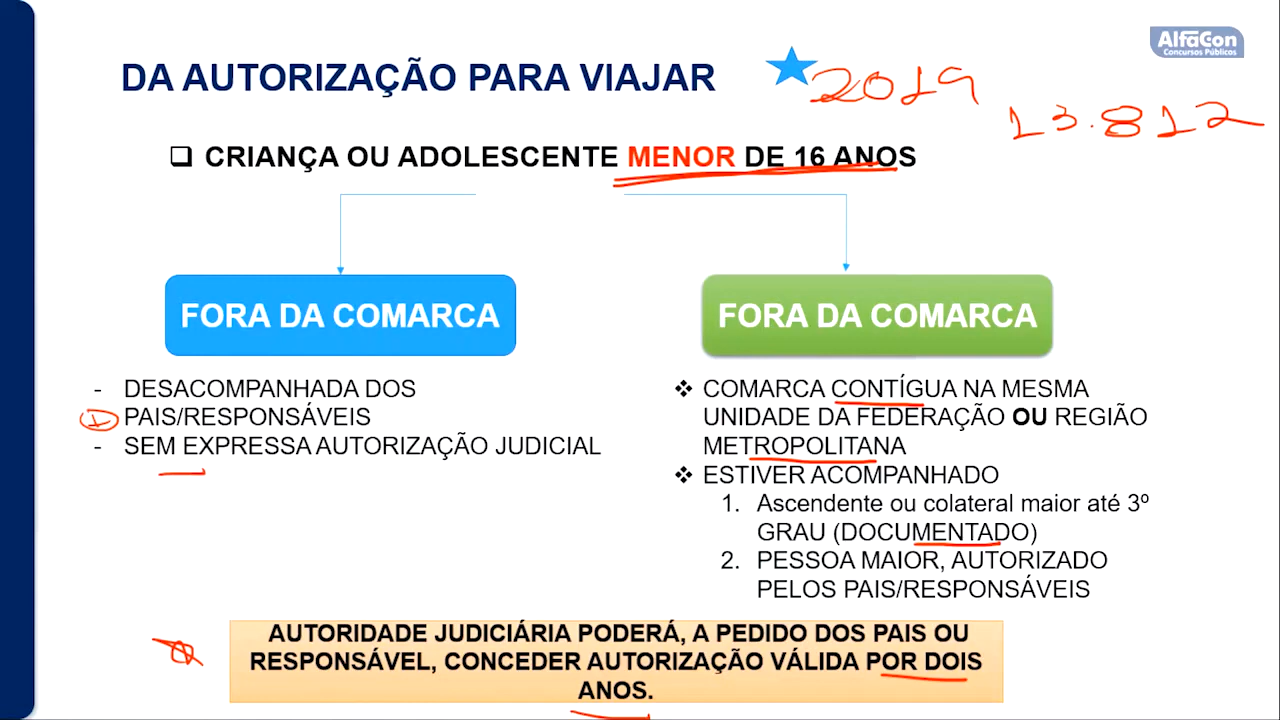 AlfaCon
Concursos Públicos
DA AUTORIZAÇÃO PARA VIAJAR
2019
13.812
CRIANÇA OU ADOLESCENTE MENOR DE 16 ANOS
FORA DA COMARCA
- DESACOMPANHADA DOS
PAIS/RESPONSÁVEIS
- SEM EXPRESSA AUTORIZAÇÃO JUDICIAL
FORA DA COMARCA
❖ COMARCA CONTÍGUA NA MESMA
UNIDADE DA FEDERAÇÃO OU REGIÃO
METROPOLITANA
❖ ESTIVER ACOMPANHADO
1. Ascendente ou colateral maior até 3º
GRAU (DOCUMENTADO)
2. PESSOA MAIOR, AUTORIZADO
PELOS PAIS/RESPONSÁVEIS
AUTORIDADE JUDICIÁRIA PODERÁ, A PEDIDO DOS PAIS OU
RESPONSÁVEL, CONCEDER AUTORIZAÇÃO VÁLIDA POR DOIS
ANOS.